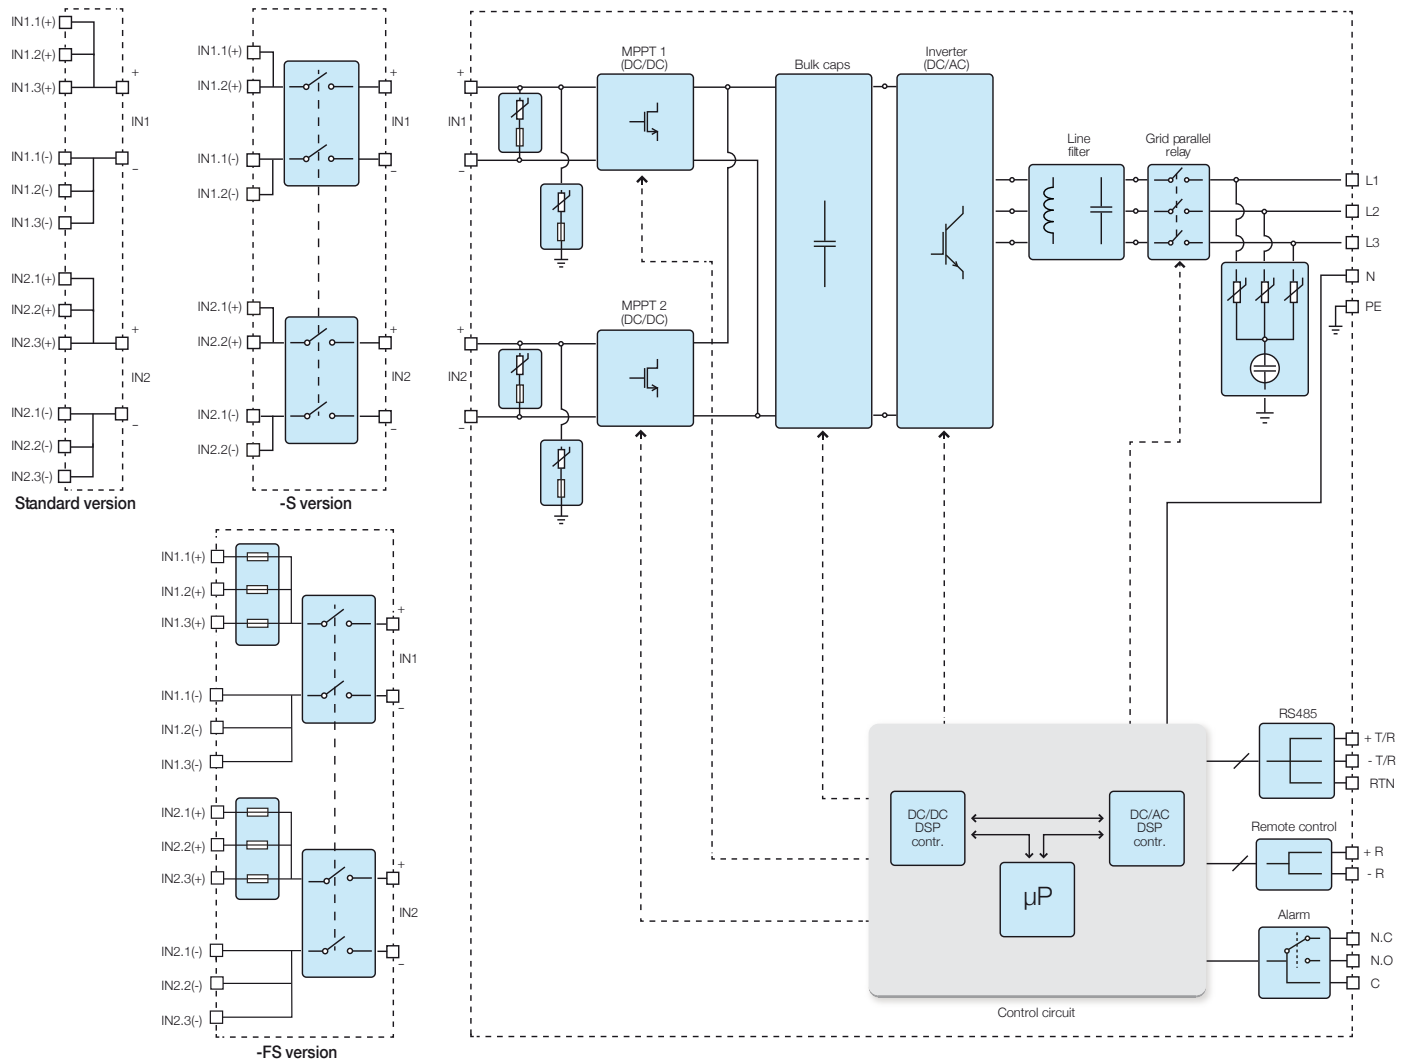 IN1.1(+)
IN1.2(+)
IN1.3(+)
+
IN1
IN1.1(-)
−
IN1.2(-)
IN1.3(-)
IN2.1(+)
IN2.2(+)
+
IN2.3(+)
IN2
IN2.1(-)
−
IN2.2(-)
IN2.3(-)
Standard version
IN1.1(+)
+
IN1.2(+)
IN1
IN1.1(-)
−
IN1.2(-)
IN2.1(+)
+
IN2.2(+)
IN2
IN2.1(-)
−
IN2.2(-)
-S version
IN1.1(+)
IN1.2(+)
+
IN1.3(+)
IN1
IN1.1(-)
−
IN1.2(-)
IN1.3(-)
IN2.1(+)
IN2.2(+)
+
IN2.3(+)
IN2
IN2.1(-)
−
IN2.2(-)
IN2.3(-)
-FS version
+
IN1
−
+
IN2
−
MPPT 1
(DC/DC)
MPPT 2
(DC/DC)
Bulk caps
Inverter
(DC/AC)
Line
filter
Grid parallel
relay
L1
L2
L3
N
PE
DC/DC
DSP
contr.
DC/AC
DSP
contr.
µP
Control circuit
RS485
+ T/R
- T/R
RTN
Remote control
+ R
- R
Alarm
N.C
N.O
C